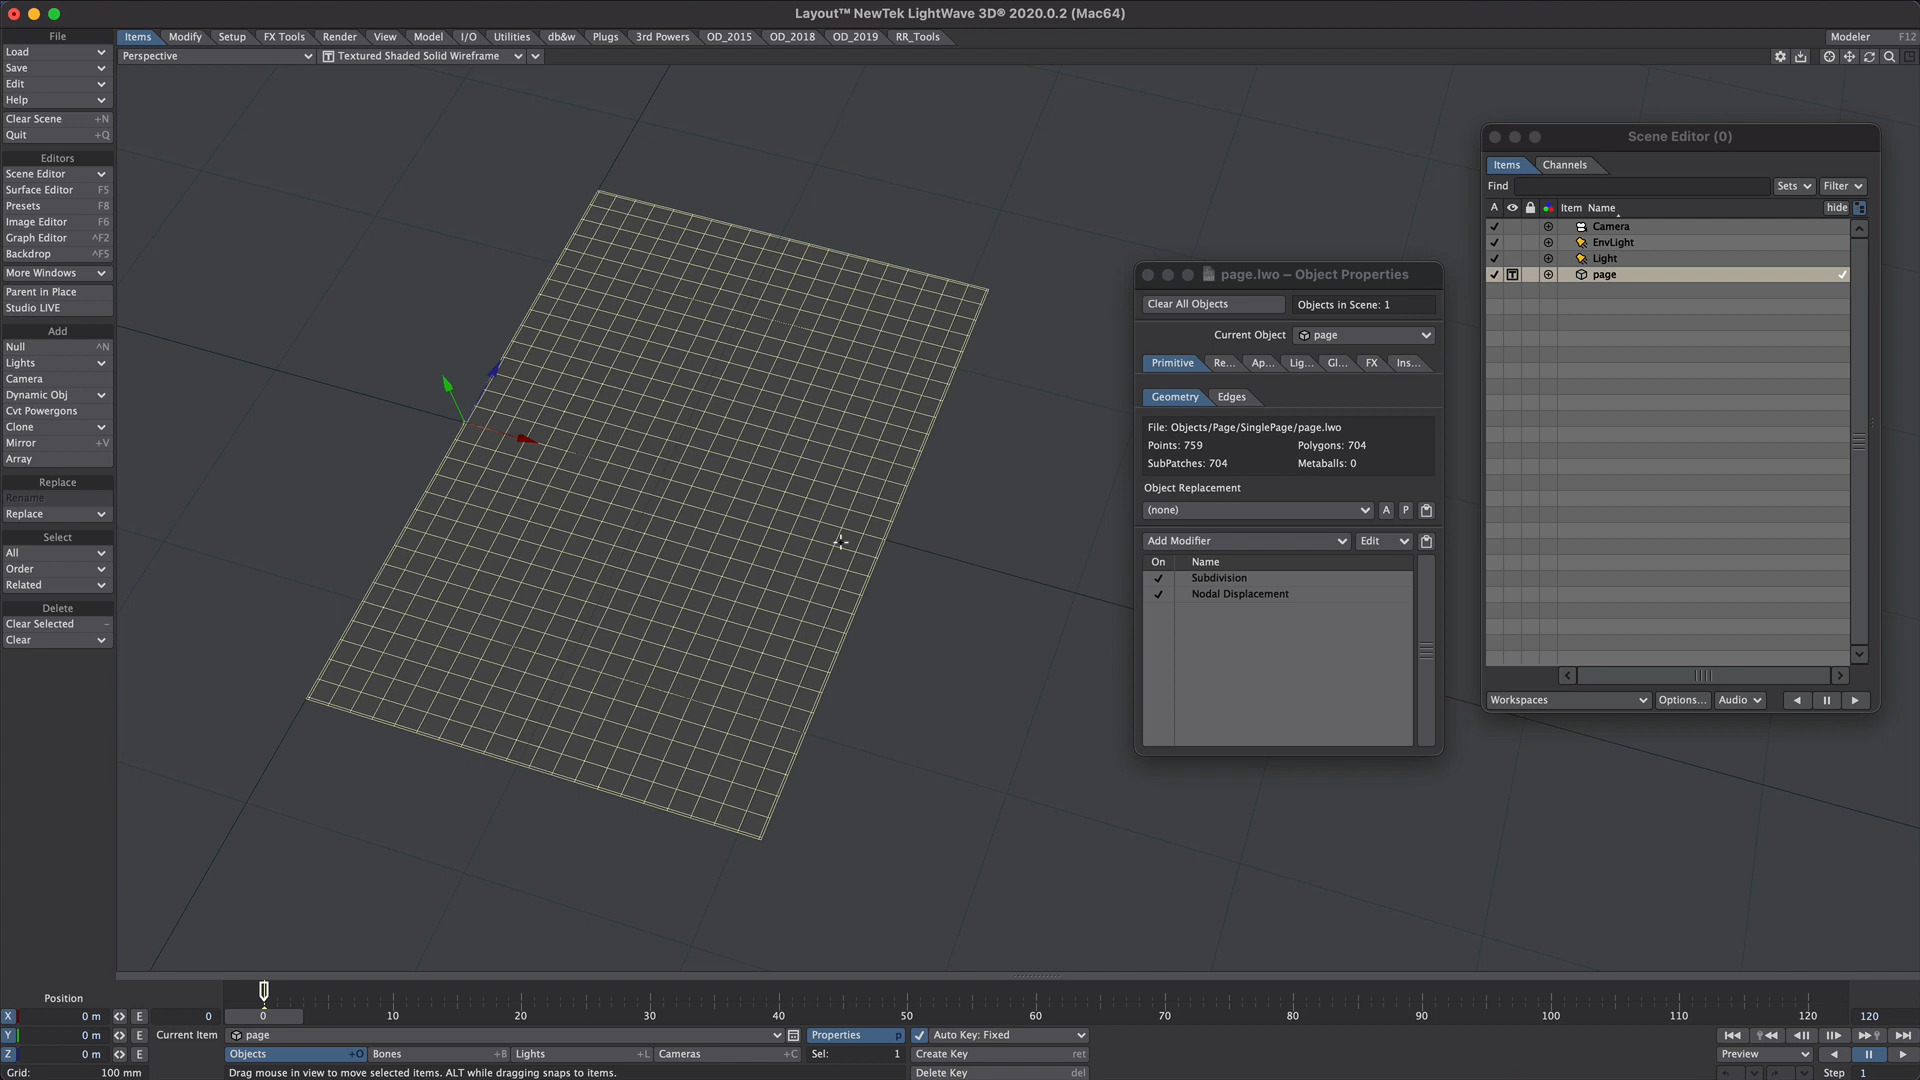 Layout™ NewTek LightWave 3D® 2020.0.2 (Mac64)
File
Items
Modify
Setup
FX Tools
Render
View
Model
I/O
Utilities
db&w
Plugs
3rd Powers
OD_2015
OD_2018
OD_2019
RR_Tools
Modeler F12
Perspective
Textured Shaded Solid Wireframe
Load
Save
Edit
Help
Clear Scene +N
Quit +Q
Editors
Scene Editor
Surface Editor F5
Presets F8
Image Editor F6
Graph Editor ^F2
Backdrop ^F5
More Windows
Parent in Place
Studio LIVE
Add
Null ^N
Lights
Camera
Dynamic Obj
Cvt Powergons
Clone
Mirror +V
Array
Replace
Rename
Replace
Select
All
Order
Related
Delete
Clear Selected -
Clear
page.lwo — Object Properties
Clear All Objects
Objects in Scene: 1
Current Object page
Primitive
Re...
Ap...
Lig...
Gl...
FX
Ins...
Geometry
Edges
File: Objects/Page/SinglePage/page.lwo
Points: 759 Polygons: 704
SubPatches: 704 Metaballs: 0
Object Replacement
(none) A P
Add Modifier Edit
On Name
Subdivision
Nodal Displacement
Scene Editor (0)
Items
Channels
Find Sets Filter
A Item Name hide
Camera
EnvLight
Light
T page
Workspaces Options... Audio
Position
X 0 m E
Y 0 m E
Z 0 m E
Grid: 100 mm
0 0 10 20 30 40 50 60 70 80 90 100 110 120 120
Current Item page
Properties p
Auto Key: Fixed
Objects +O
Bones +B
Lights +L
Cameras +C
Sel: 1
Create Key ret
Delete Key del
Drag mouse in view to move selected items. ALT while dragging snaps to items.
Preview
Step 1